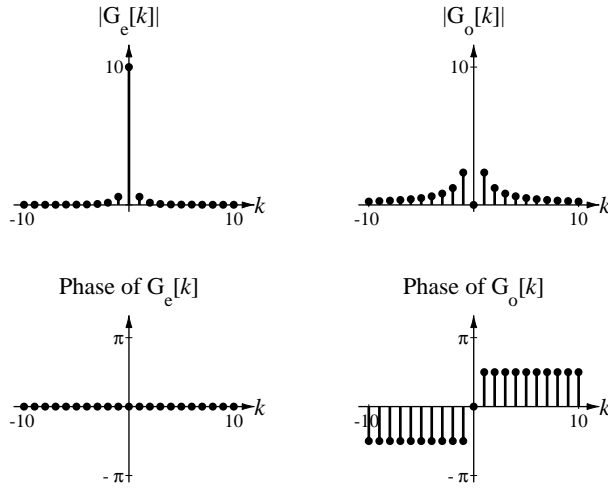 |G_e[k]|
10
-10
10
k
|G_o[k]|
10
-10
10
k
Phase of G_e[k]
π
-10
10
k
- π
Phase of G_o[k]
π
-10
10
k
- π